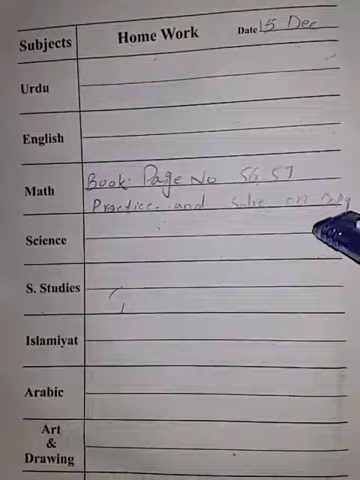 Subjects Home Work Date 15 Dec
Urdu
English
Math Book Page No 56, 57
Practice and Solve on Copy
Science
S. Studies
Islamiyat
Arabic
Art
&
Drawing